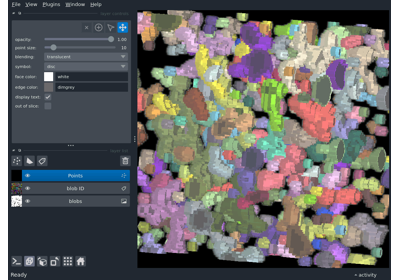 File View Plugins Window Help
opacity: 1.00
point size: 10
blending: translucent
symbol: disc
face color: white
edge color: dimgrey
display text:
out of slice:
Points
blob ID
blobs
Ready
activity